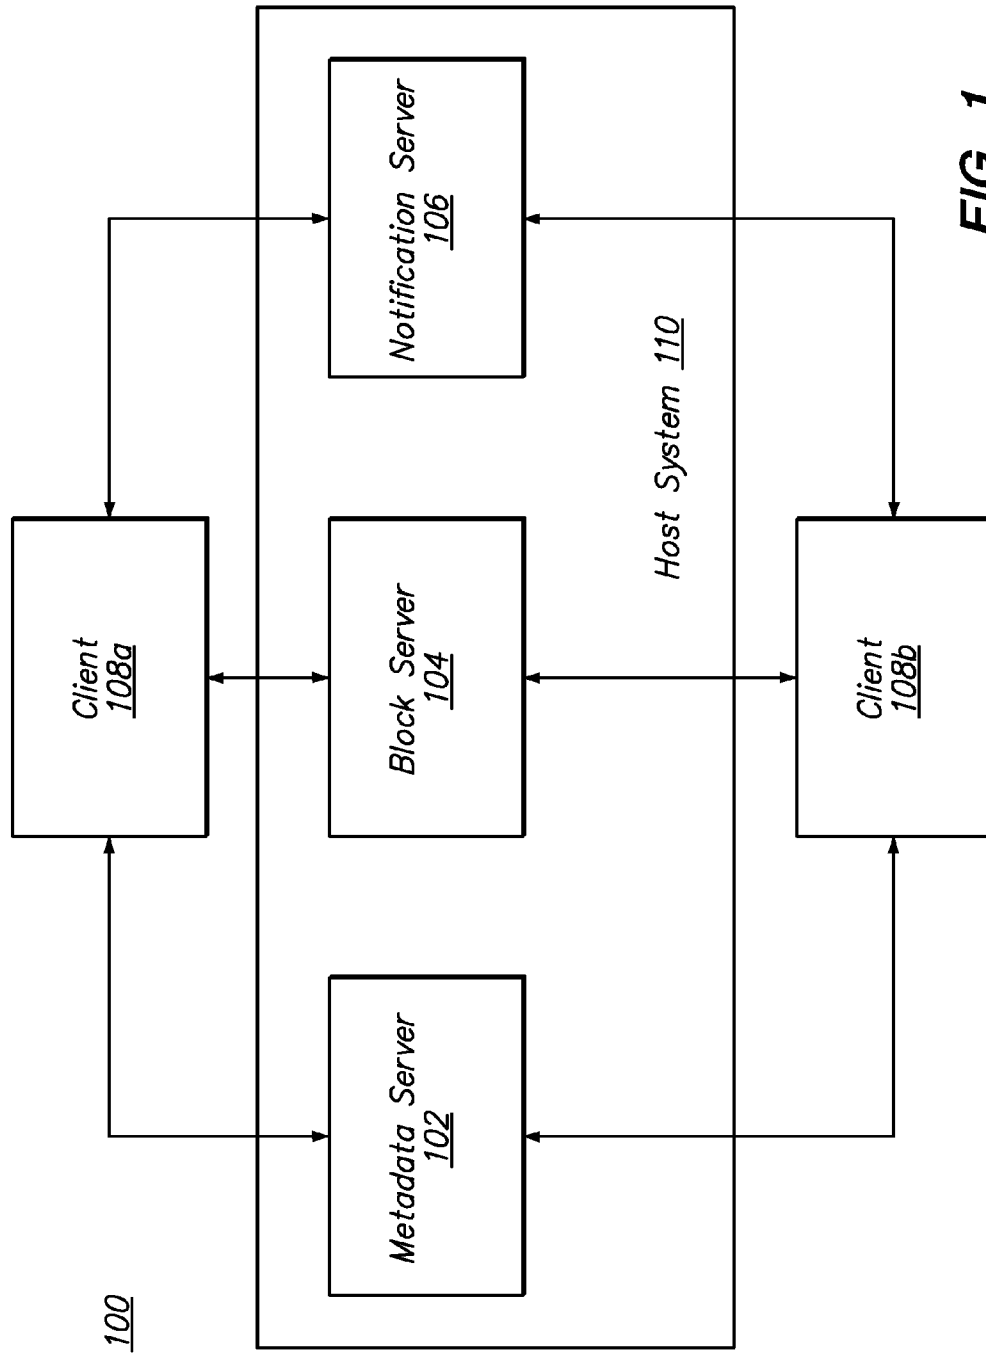 100
Client
108a
Metadata Server
102
Block Server
104
Notification Server
106
Host System 110
Client
108b
FIG. 1